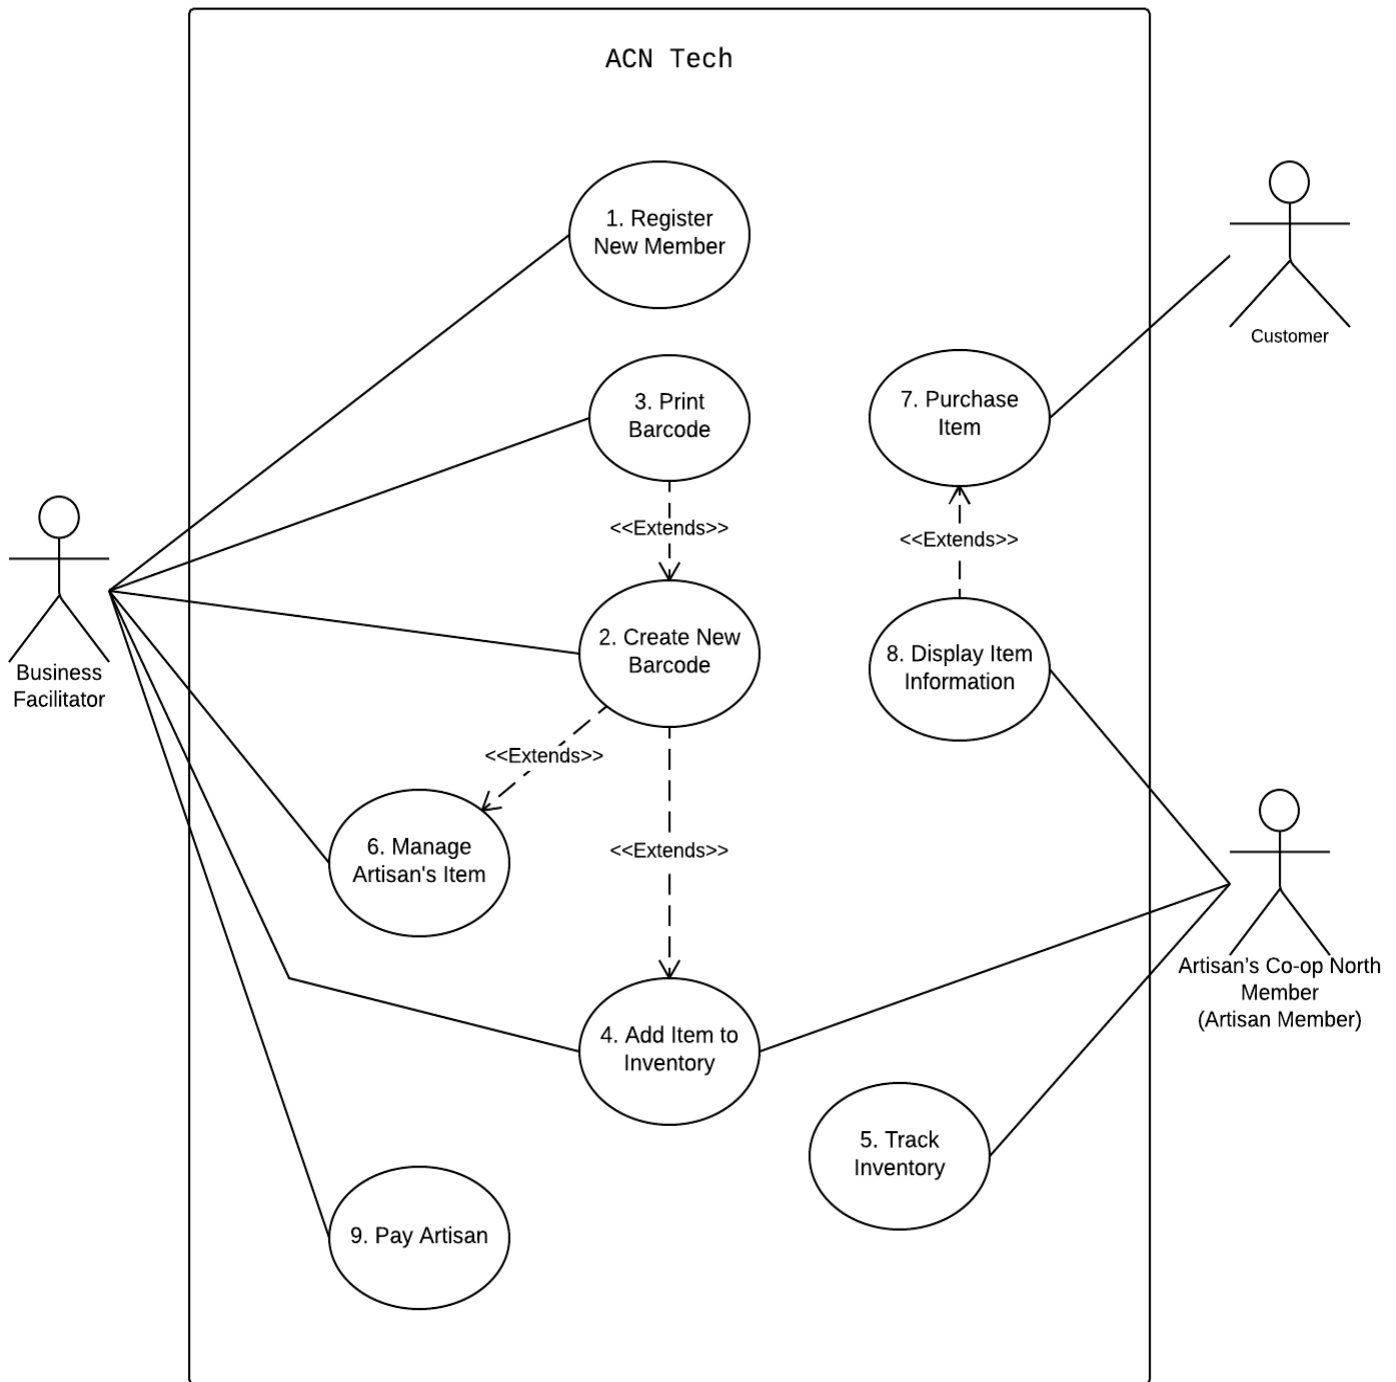 ACN Tech
1. Register
New Member
Customer
3. Print
Barcode
7. Purchase
Item
<<Extends>>
<<Extends>>
Business
Facilitator
2. Create New
Barcode
8. Display Item
Information
<<Extends>>
<<Extends>>
6. Manage
Artisan's Item
Artisan's Co-op North
Member
(Artisan Member)
4. Add Item to
Inventory
5. Track
Inventory
9. Pay Artisan